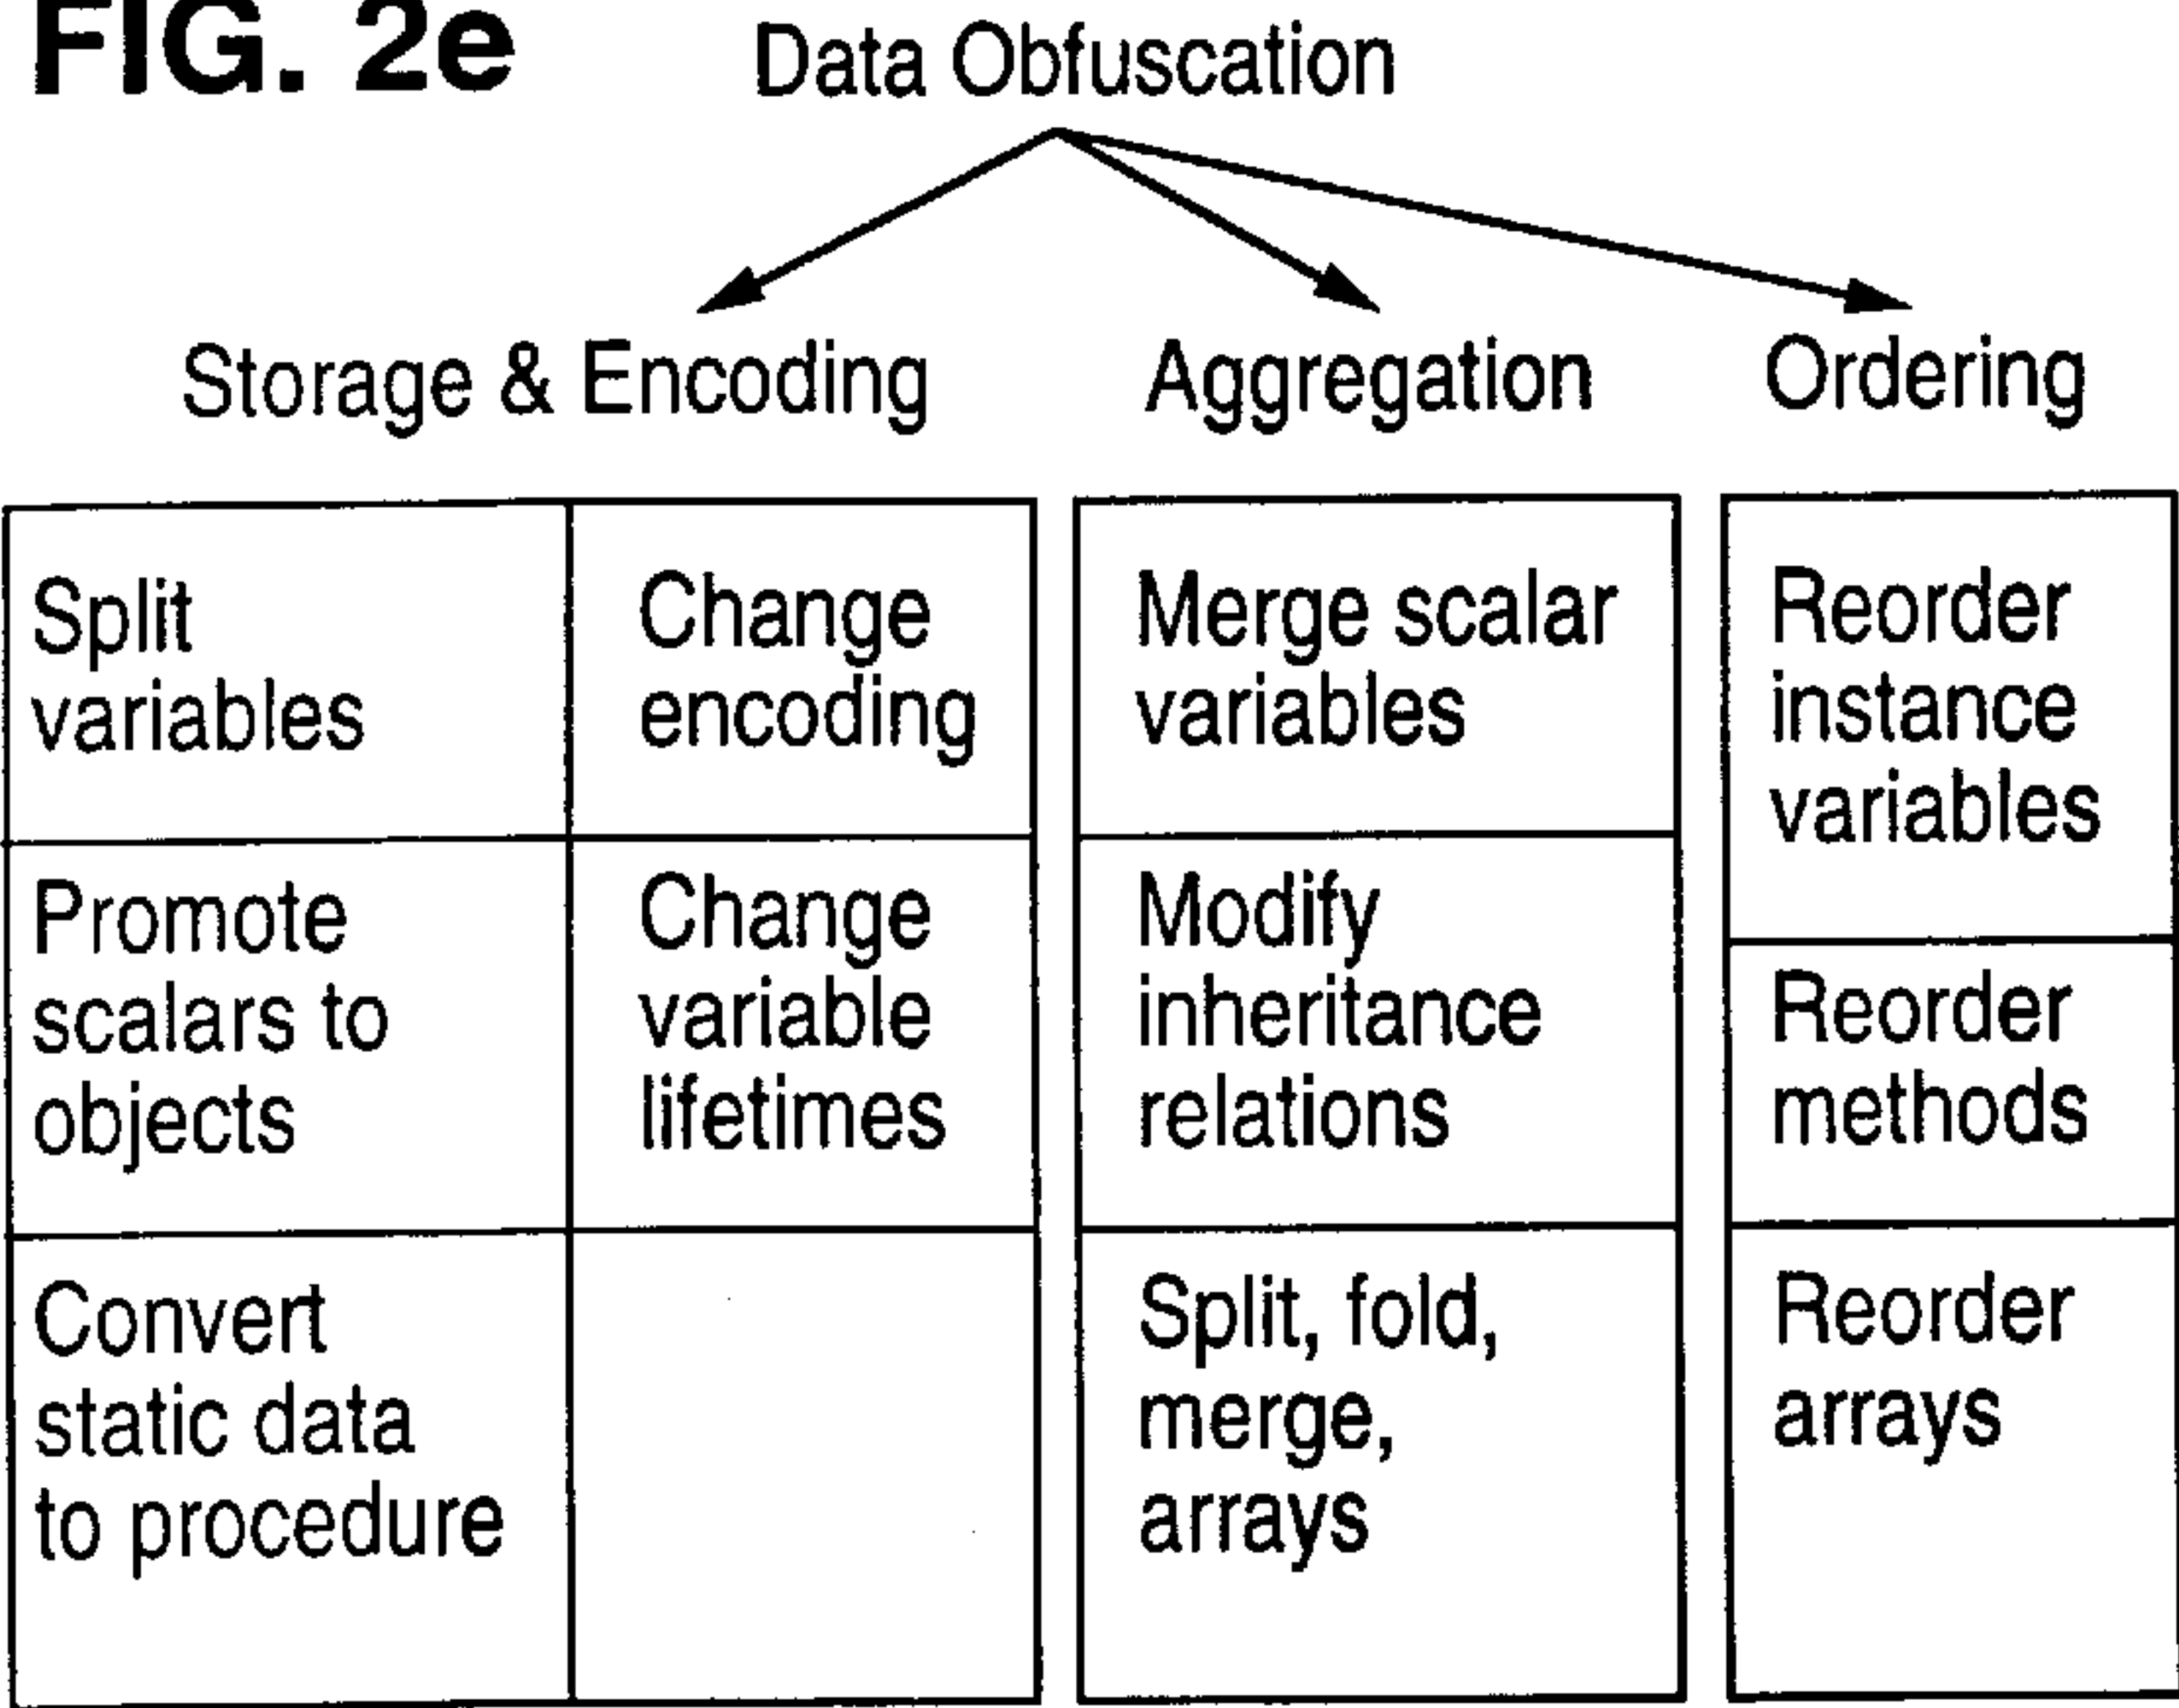 FIG. 2e
Data Obfuscation
Storage & Encoding
Aggregation
Ordering
Split
variables
Change
encoding
Merge scalar
variables
Reorder
instance
variables
Promote
scalars to
objects
Change
variable
lifetimes
Modify
inheritance
relations
Reorder
methods
Convert
static data
to procedure
Split, fold,
merge,
arrays
Reorder
arrays